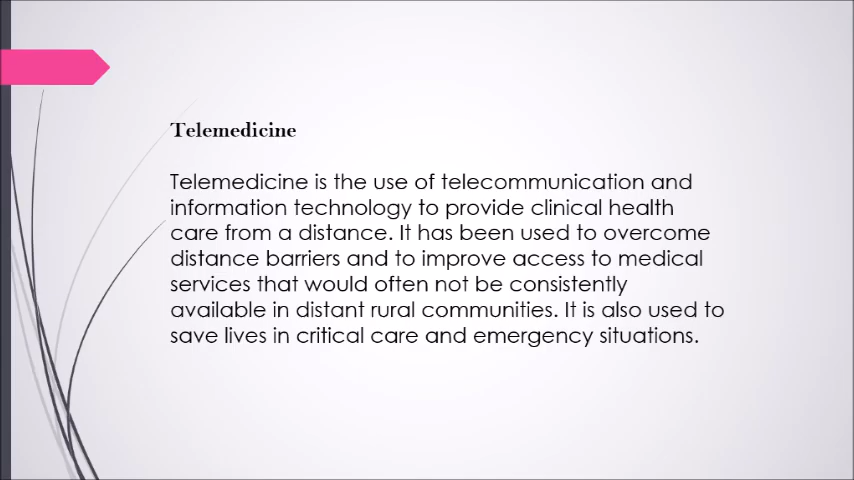 Telemedicine
Telemedicine is the use of telecommunication and
information technology to provide clinical health
care from a distance. It has been used to overcome
distance barriers and to improve access to medical
services that would often not be consistently
available in distant rural communities. It is also used to
save lives in critical care and emergency situations.